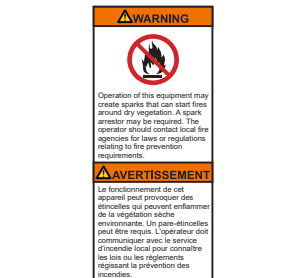 WARNING
Operation of this equipment may
create sparks that can start fires
around dry vegetation. A spark
arrestor may be required. The
operator should contact local fire
agencies for laws or regulations
relating to fire prevention
requirements.
AVERTISSEMENT
Le fonctionnement de cet
appareil peut provoquer des
étincelles qui peuvent enflammer
de la végétation sèche
environnante. Un pare-étincelles
peut être requis. L'opérateur doit
communiquer avec le service
d'incendie local pour connaître
les lois ou les règlements
régissant la prévention des
incendies.